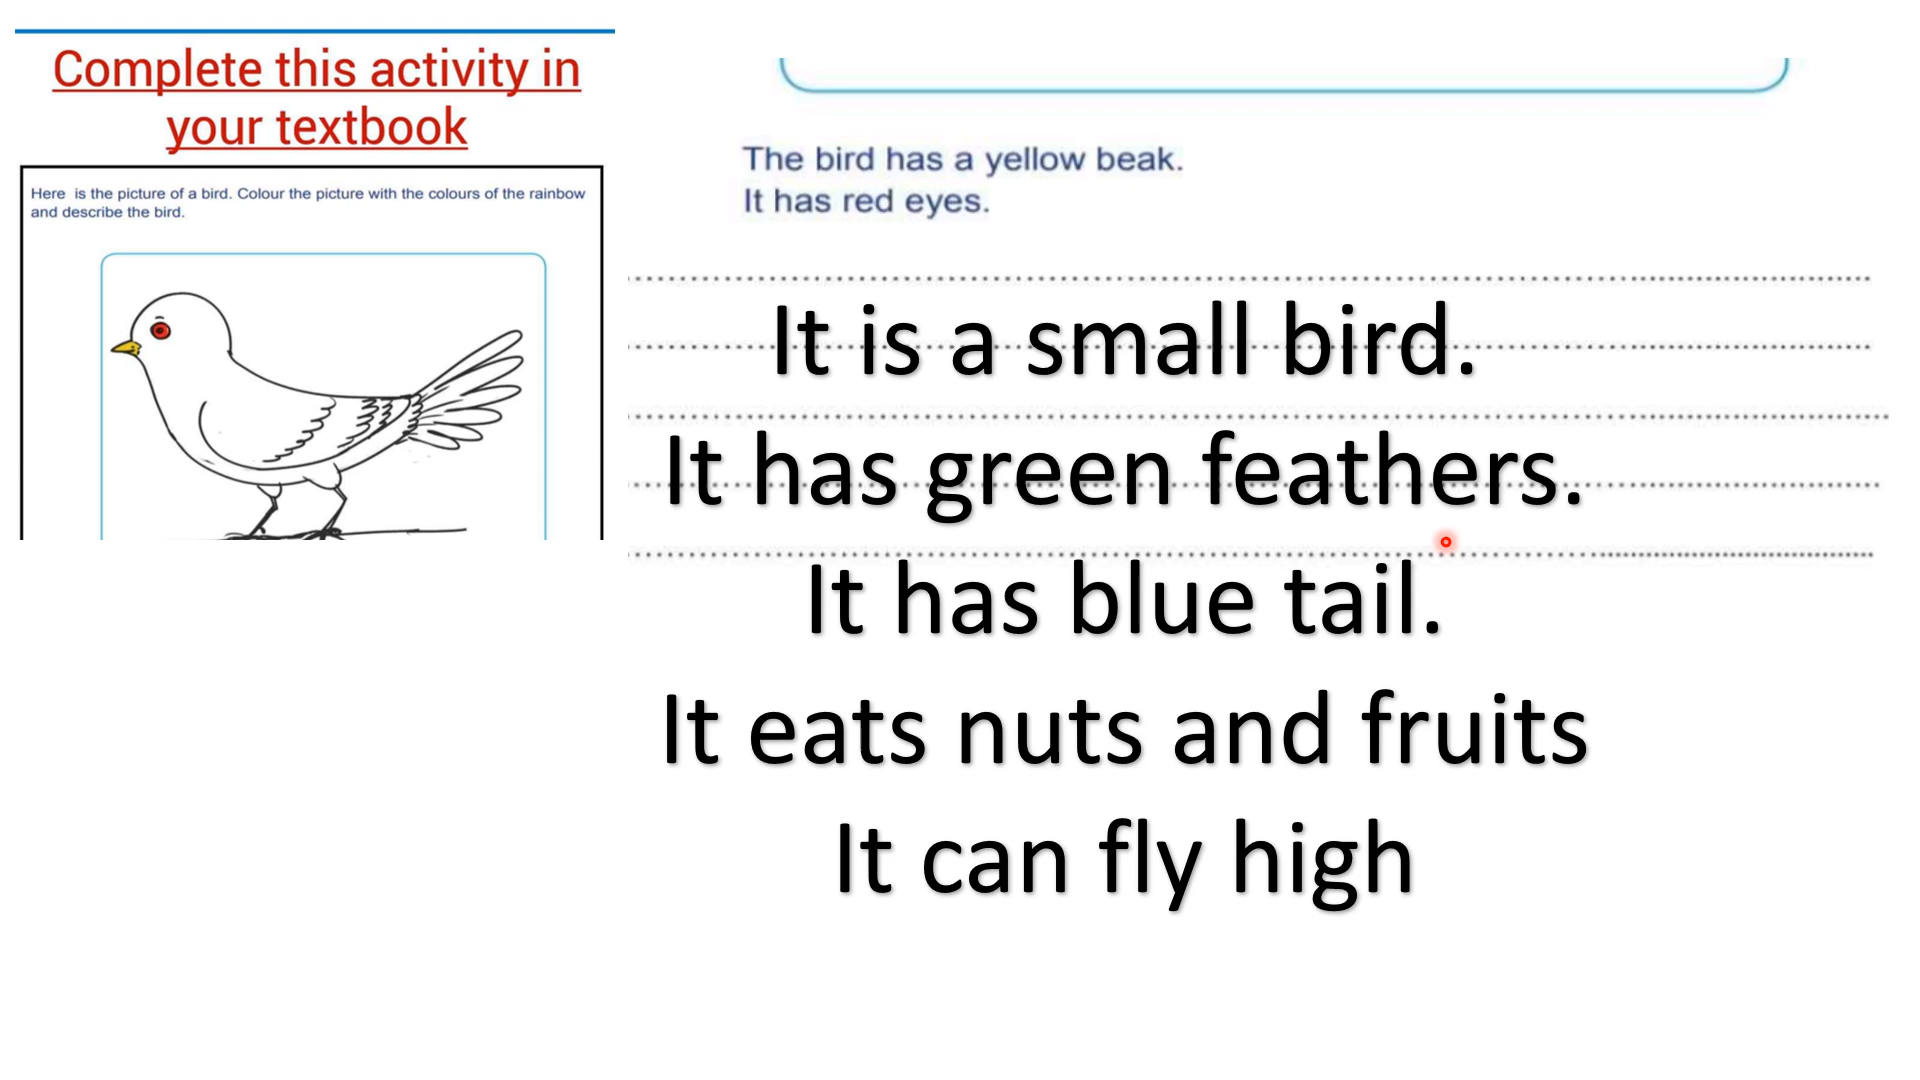 Complete this activity in
your textbook
Here is the picture of a bird. Colour the picture with the colours of the rainbow
and describe the bird.
The bird has a yellow beak.
It has red eyes.
It is a small bird.
It has green feathers.
It has blue tail.
It eats nuts and fruits
It can fly high